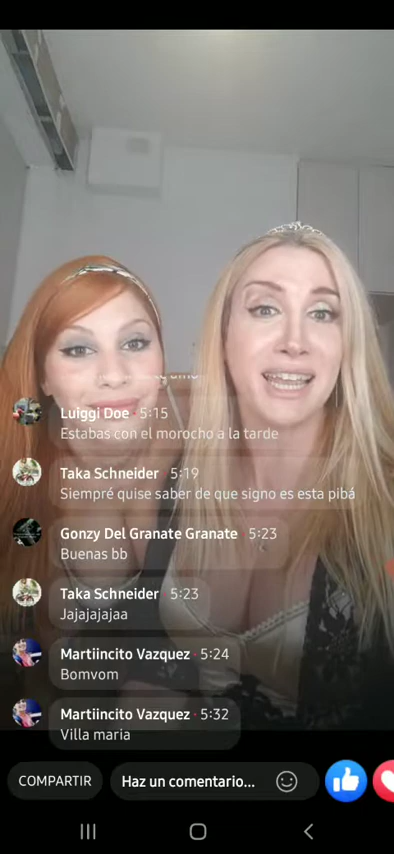 Luiggi Doe · 5:15
Estabas con el morocho a la tarde
Taka Schneider · 5:19
Siempré quise saber de que signo es esta pibá
Gonzy Del Granate Granate · 5:23
Buenas bb
Taka Schneider · 5:23
Jajajajajaa
Martiincito Vazquez · 5:24
Bomvom
Martiincito Vazquez · 5:32
Villa maria
COMPARTIR
Haz un comentario...